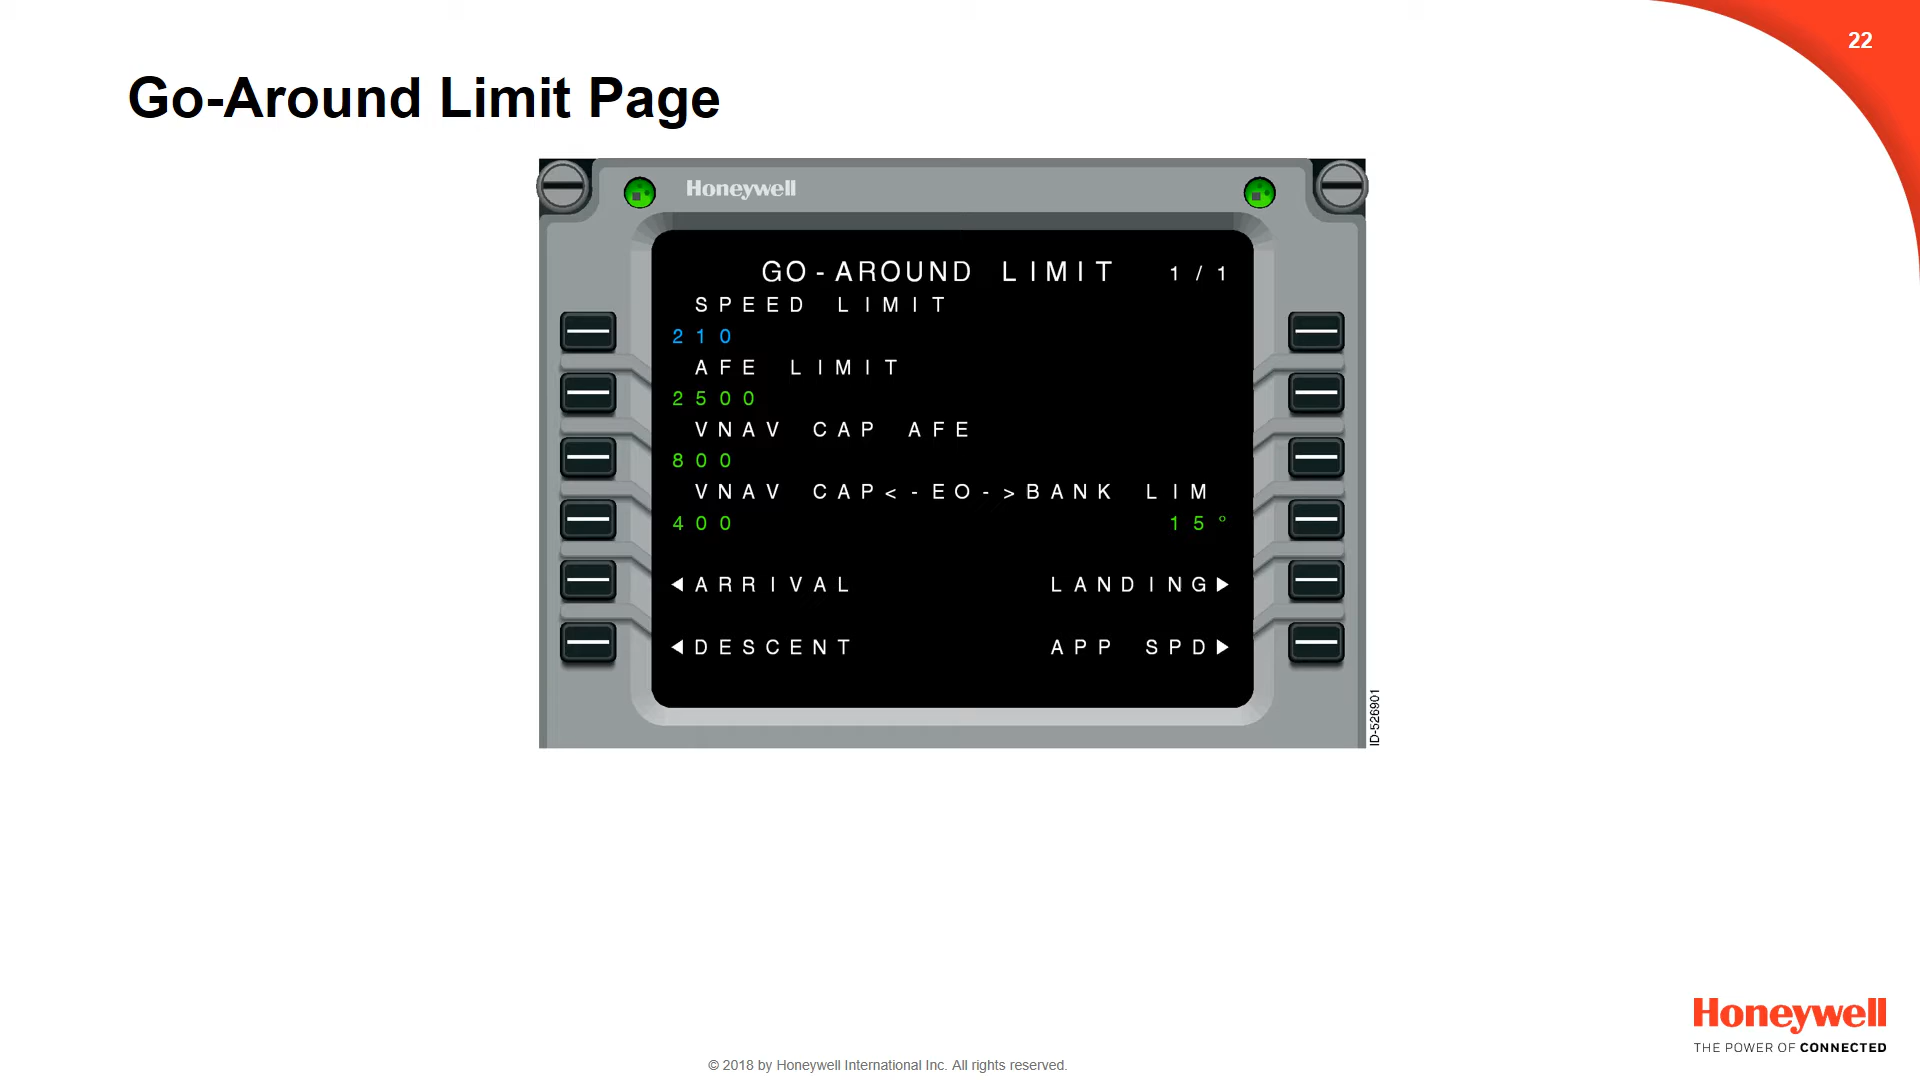 22
Go-Around Limit Page
Honeywell
GO-AROUND LIMIT 1/1
SPEED LIMIT
210
AFE LIMIT
2500
VNAV CAP AFE
800
VNAV CAP<-EO->BANK LIM
400 15°
◀ARRIVAL LANDING▶
◀DESCENT APP SPD▶
ID-526901
Honeywell
THE POWER OF CONNECTED
© 2018 by Honeywell International Inc. All rights reserved.